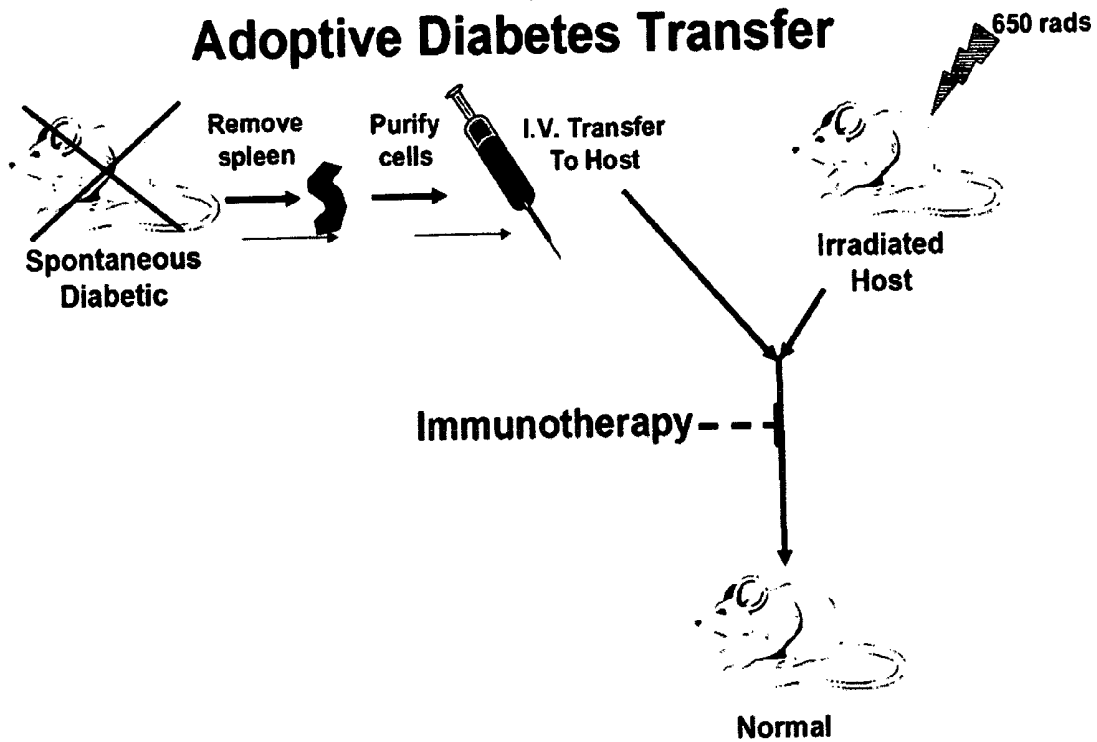 Adoptive Diabetes Transfer
650 rads
Remove
spleen
Purify
cells
I.V. Transfer
To Host
Spontaneous
Diabetic
Irradiated
Host
Immunotherapy
Normal